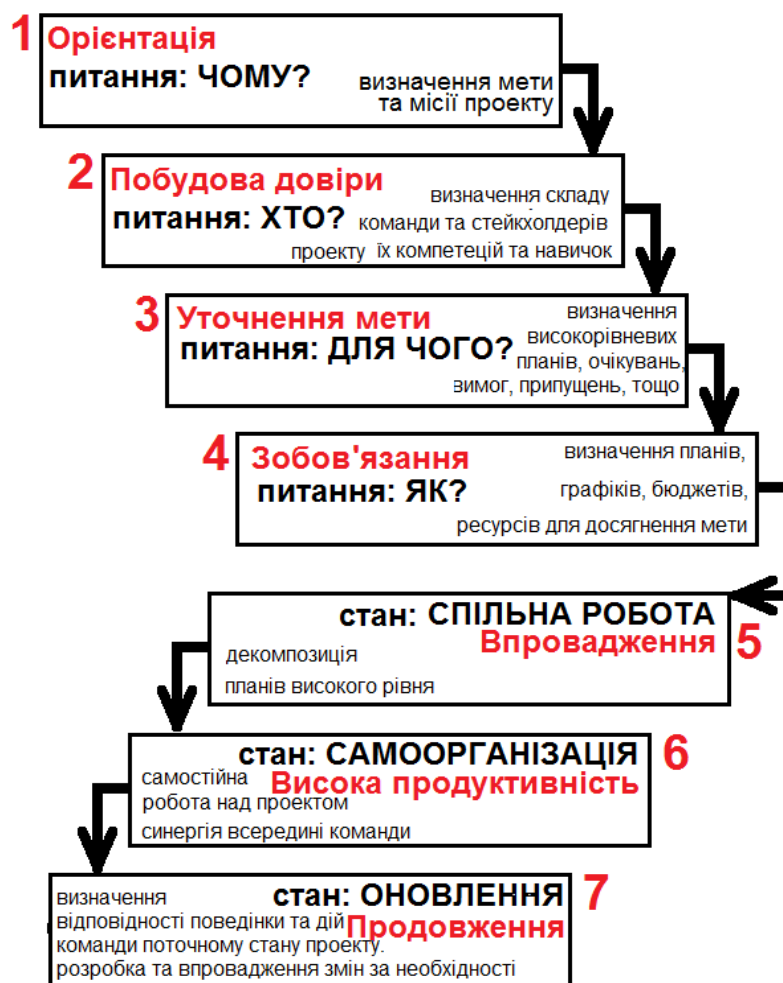 1 Орієнтація
питання: ЧОМУ?
визначення мети
та місії проекту
2 Побудова довіри
питання: ХТО?
визначення складу
команди та стейкхолдерів
проекту їх компетецій та навичок
3 Уточнення мети
питання: ДЛЯ ЧОГО?
визначення
високорівневих
планів, очікувань,
вимог, припущень, тощо
4 Зобов'язання
питання: ЯК?
визначення планів,
графіків, бюджетів,
ресурсів для досягнення мети
стан: СПІЛЬНА РОБОТА
Впровадження 5
декомпозиція
планів високого рівня
стан: САМООРГАНІЗАЦІЯ 6
Висока продуктивність
самостійна
робота над проектом
синергія всередині команди
стан: ОНОВЛЕННЯ 7
Продовження
визначення
відповідності поведінки та дій
команди поточному стану проекту.
розробка та впровадження змін за необхідності